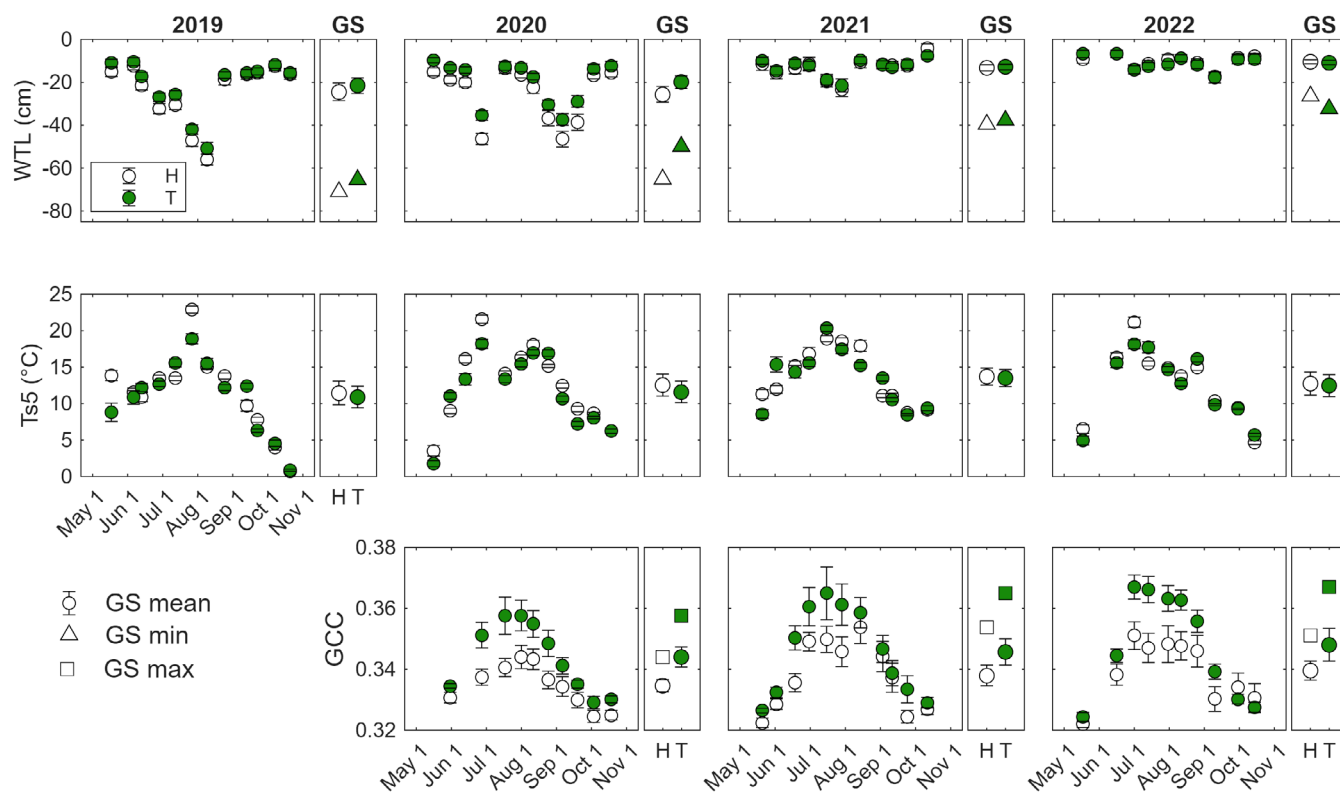 2019 GS 2020 GS 2021 GS 2022 GS
WTL (cm)
0
-20
-40
-60
-80
H
T
Ts5 (°C)
25
20
15
10
5
0
May 1 Jun 1 Jul 1 Aug 1 Sep 1 Oct 1 Nov 1
H T
GCC
0.38
0.36
0.34
0.32
GS mean
GS min
GS max
May 1 Jun 1 Jul 1 Aug 1 Sep 1 Oct 1 Nov 1 H T May 1 Jun 1 Jul 1 Aug 1 Sep 1 Oct 1 Nov 1 H T May 1 Jun 1 Jul 1 Aug 1 Sep 1 Oct 1 Nov 1 H T